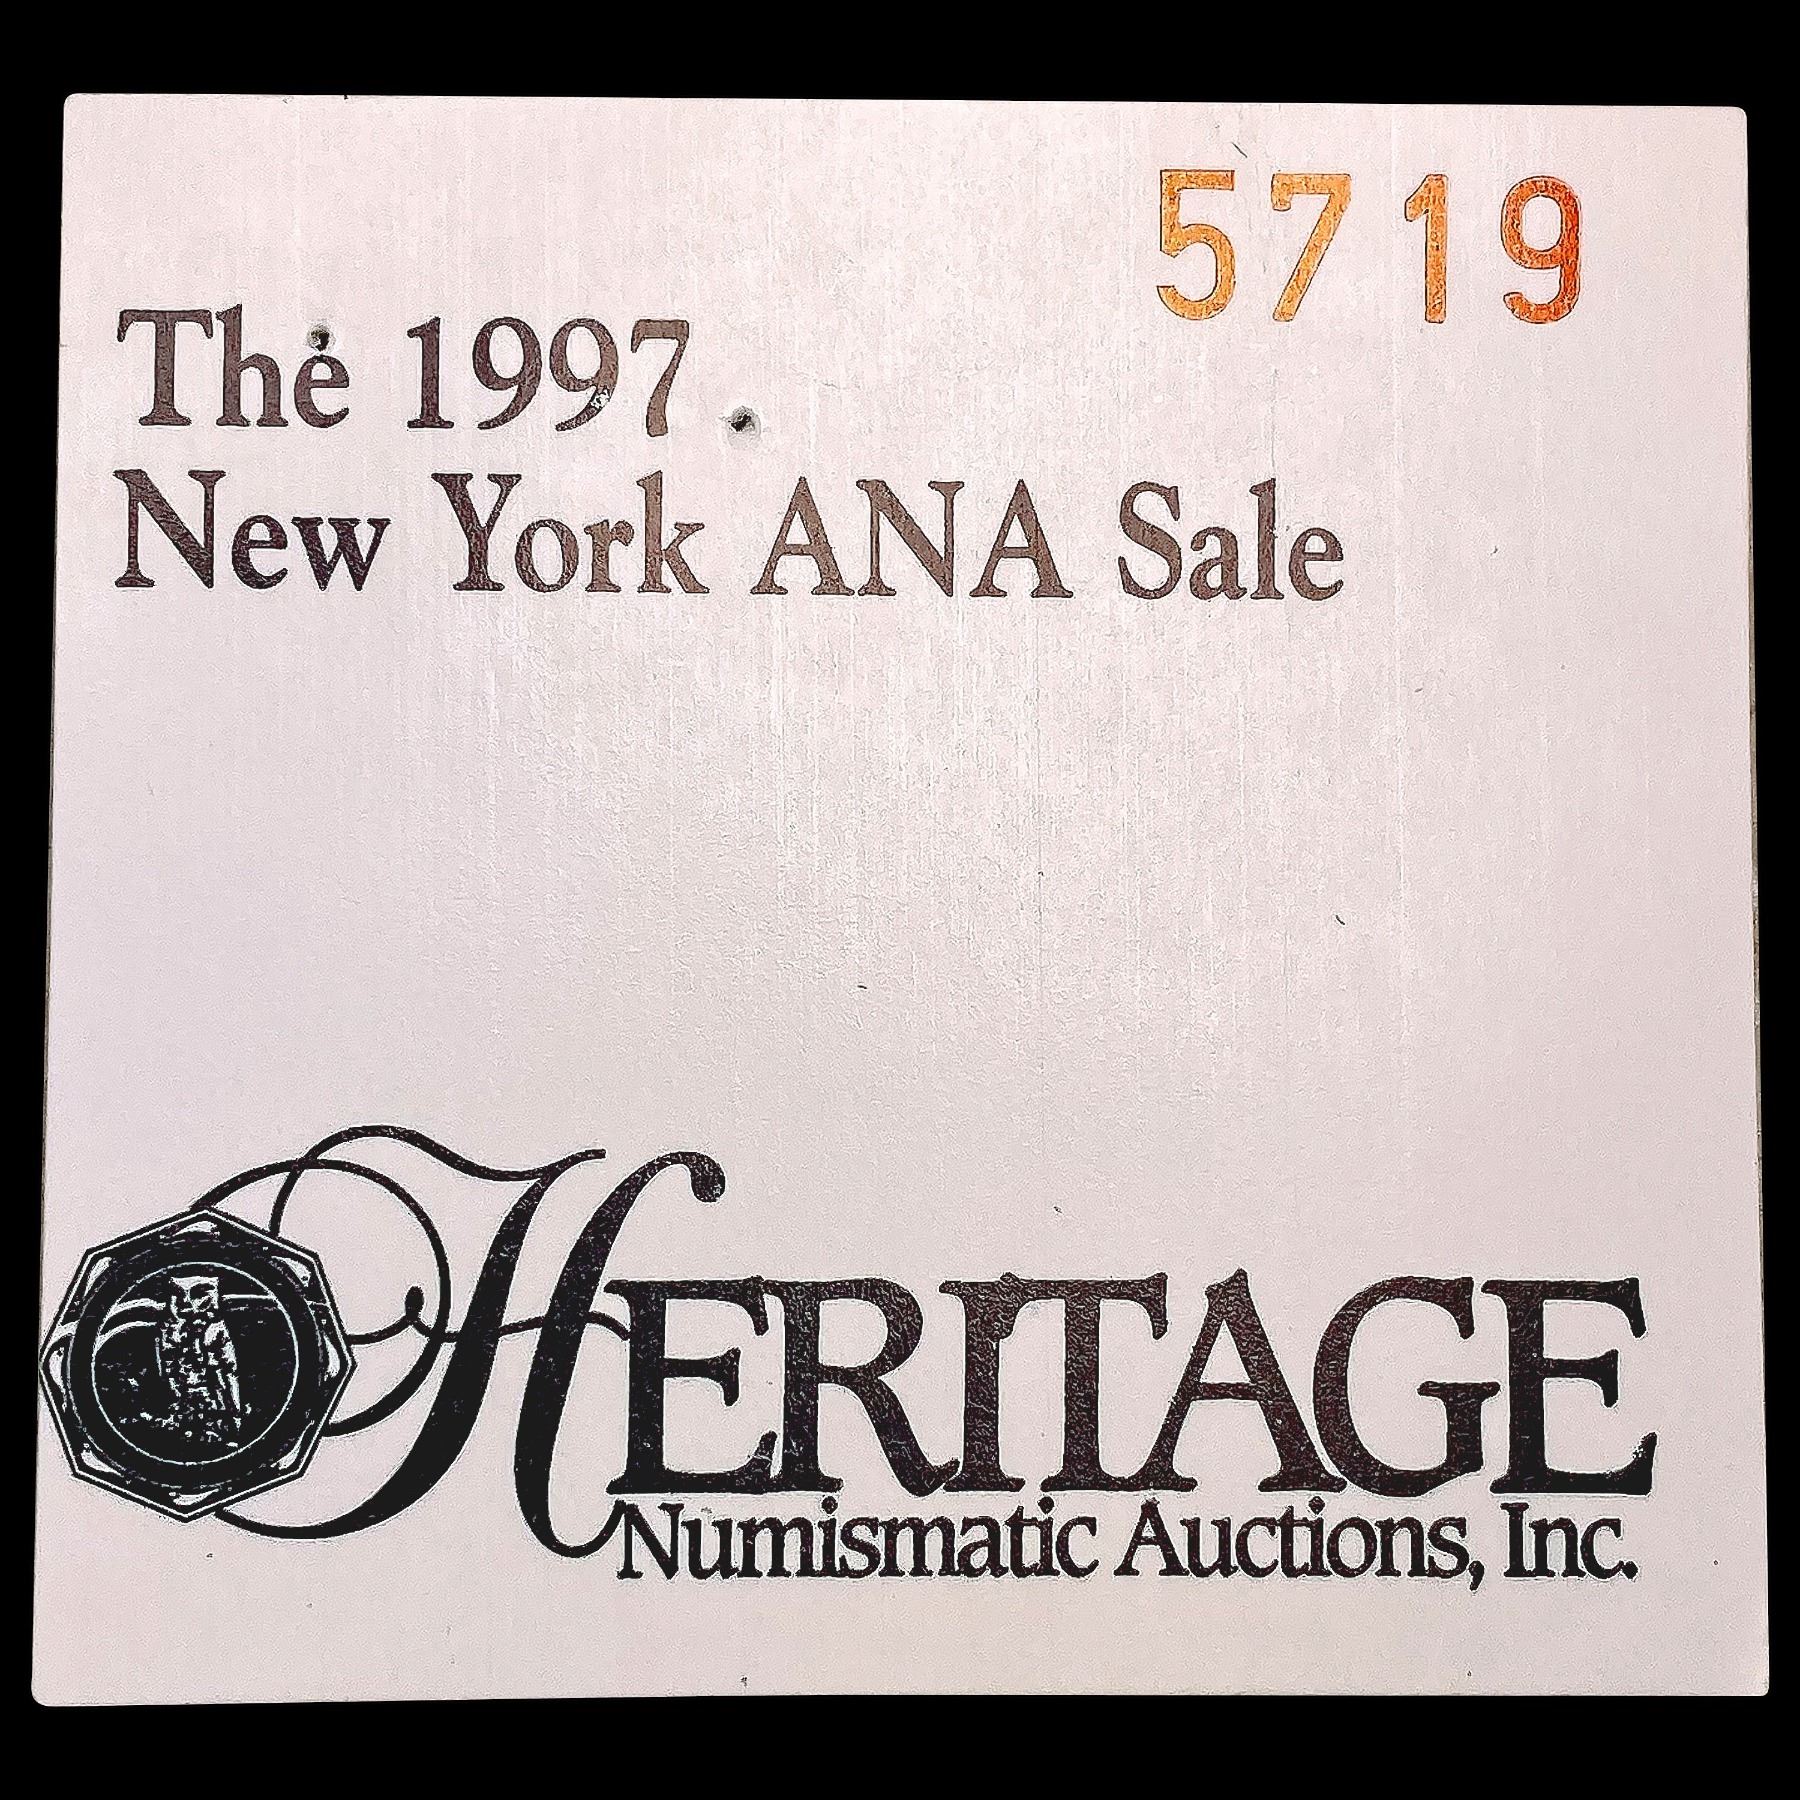 5719
The 1997
New York ANA Sale
HERITAGE
Numismatic Auctions, Inc.